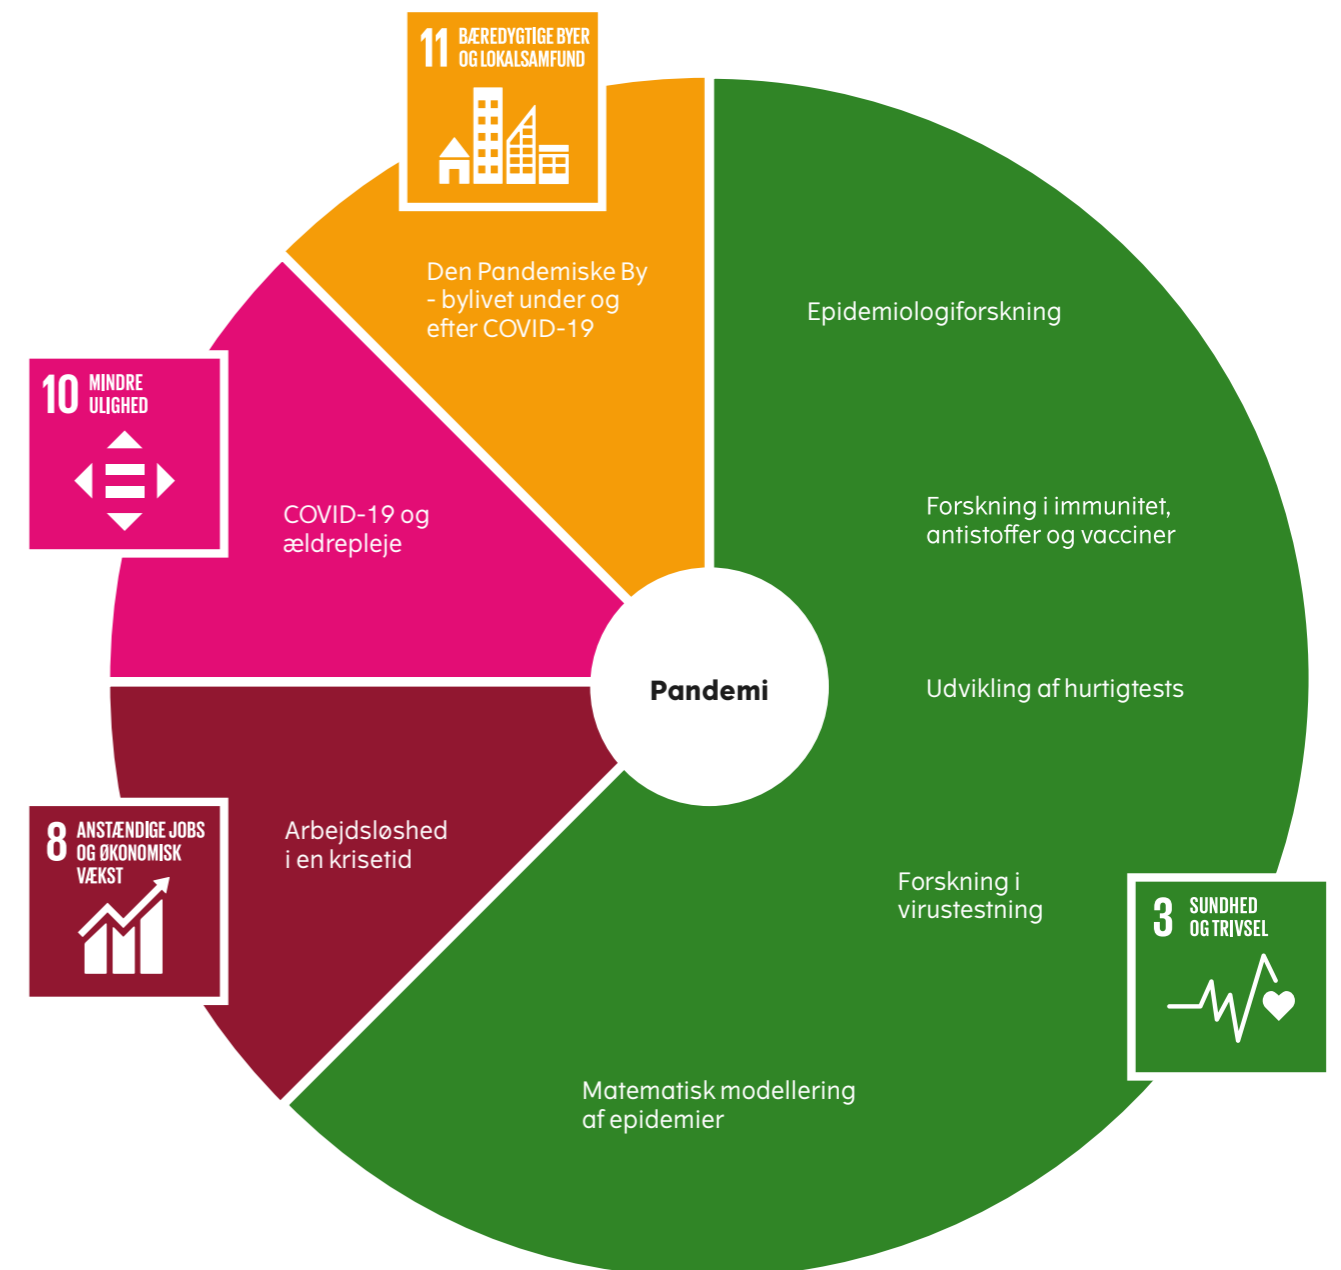 11 BÆREDYGTIGE BYER
OG LOKALSAMFUND
Den Pandemiske By
- bylivet under og
efter COVID-19
Epidemiologiforskning
10 MINDRE
ULIGHED
COVID-19 og
ældrepleje
Forskning i immunitet,
antistoffer og vacciner
Pandemi
Udvikling af hurtigtests
8 ANSTÆNDIGE JOBS
OG ØKONOMISK
VÆKST
Arbejdsløshed
i en krisetid
Forskning i
virustestning
3 SUNDHED
OG TRIVSEL
Matematisk modellering
af epidemier